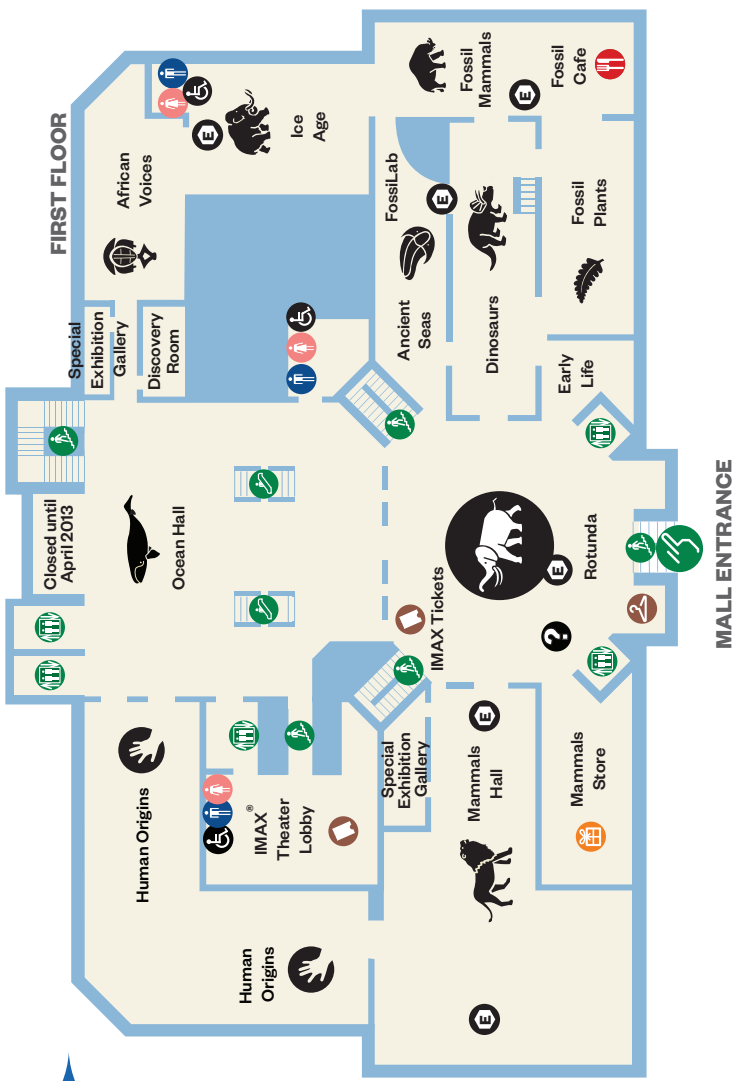 FIRST FLOOR
Special
Exhibition
Gallery
African
Voices
Discovery
Room
Closed until
April 2013
Ocean Hall
Human Origins
Human
Origins
IMAX®
Theater
Lobby
IMAX Tickets
Special
Exhibition
Gallery
E
Ice
Age
Ancient
Seas
FossiLab
E
Fossil
Mammals
E
Fossil
Cafe
Dinosaurs
Fossil
Plants
Early
Life
E
Rotunda
?
E
Mammals
Hall
E
Mammals
Store
MALL ENTRANCE